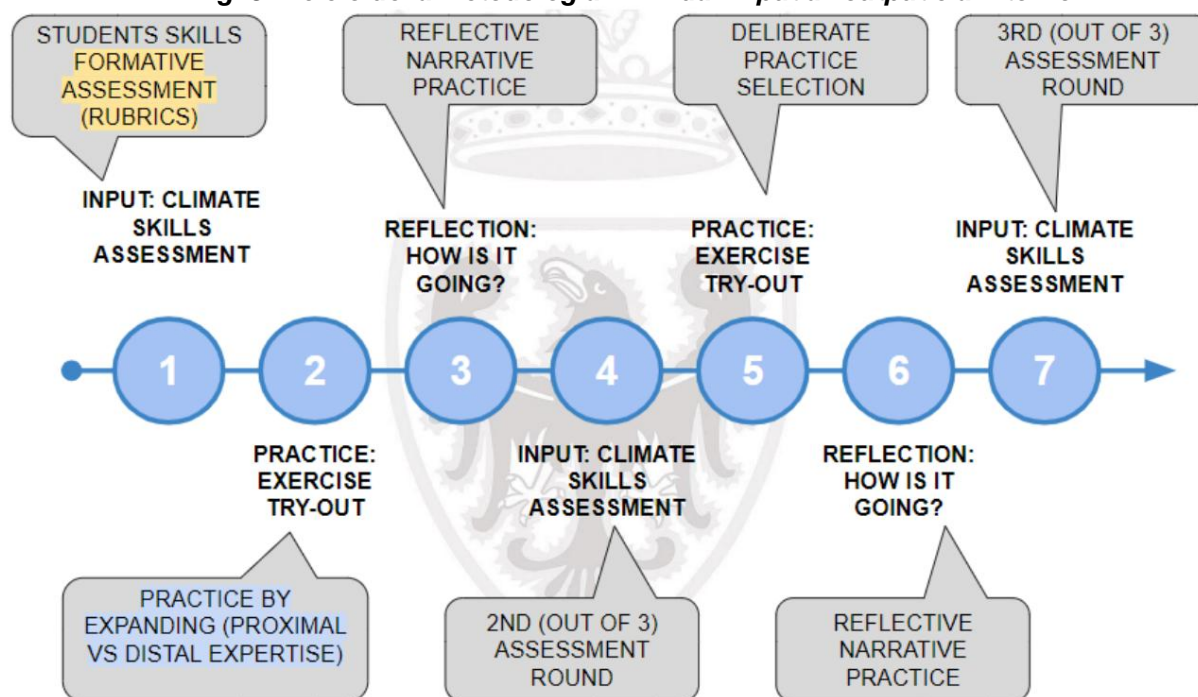 STUDENTS SKILLS
FORMATIVE
ASSESSMENT
(RUBRICS)
REFLECTIVE
NARRATIVE
PRACTICE
DELIBERATE
PRACTICE
SELECTION
3RD (OUT OF 3)
ASSESSMENT
ROUND
INPUT: CLIMATE
SKILLS
ASSESSMENT
REFLECTION:
HOW IS IT
GOING?
PRACTICE:
EXERCISE
TRY-OUT
INPUT: CLIMATE
SKILLS
ASSESSMENT
1
2
3
4
5
6
7
PRACTICE:
EXERCISE
TRY-OUT
INPUT: CLIMATE
SKILLS
ASSESSMENT
REFLECTION:
HOW IS IT
GOING?
PRACTICE BY
EXPANDING (PROXIMAL
VS DISTAL EXPERTISE)
2ND (OUT OF 3)
ASSESSMENT
ROUND
REFLECTIVE
NARRATIVE
PRACTICE